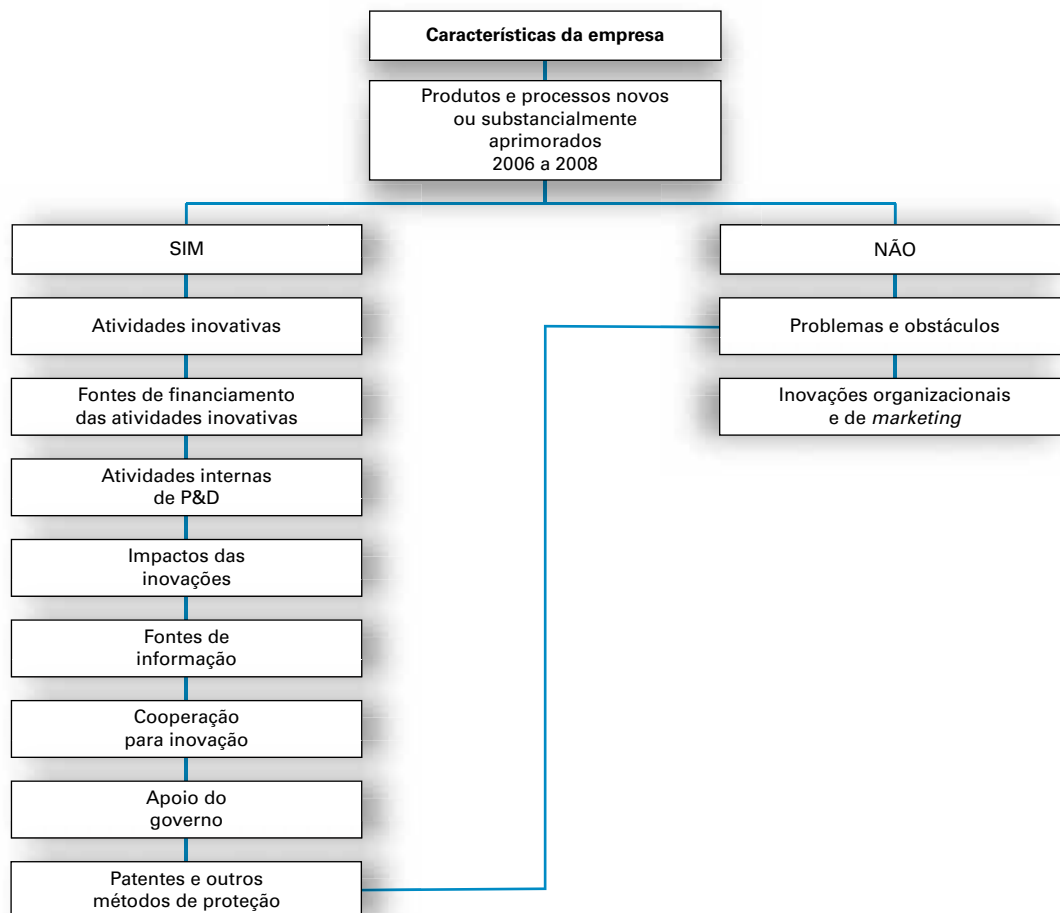 Características da empresa
Produtos e processos novos
ou substancialmente
aprimorados
2006 a 2008
SIM
Atividades inovativas
Fontes de financiamento
das atividades inovativas
Atividades internas
de P&D
Impactos das
inovações
Fontes de
informação
Cooperação
para inovação
Apoio do
governo
Patentes e outros
métodos de proteção
NÃO
Problemas e obstáculos
Inovações organizacionais
e de marketing